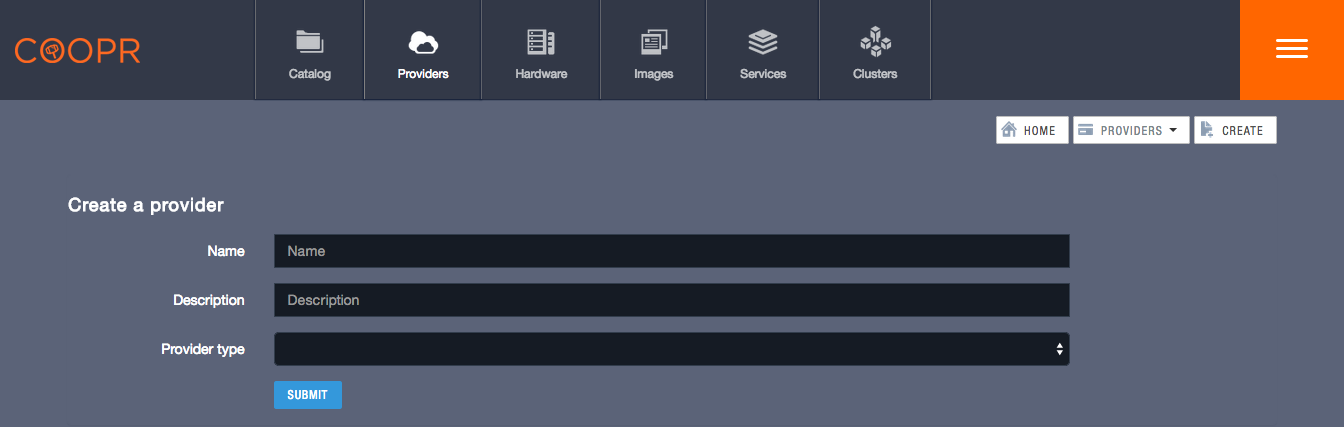 COOPR
Catalog
Providers
Hardware
Images
Services
Clusters
HOME
PROVIDERS
CREATE
Create a provider
Name
Name
Description
Description
Provider type
SUBMIT